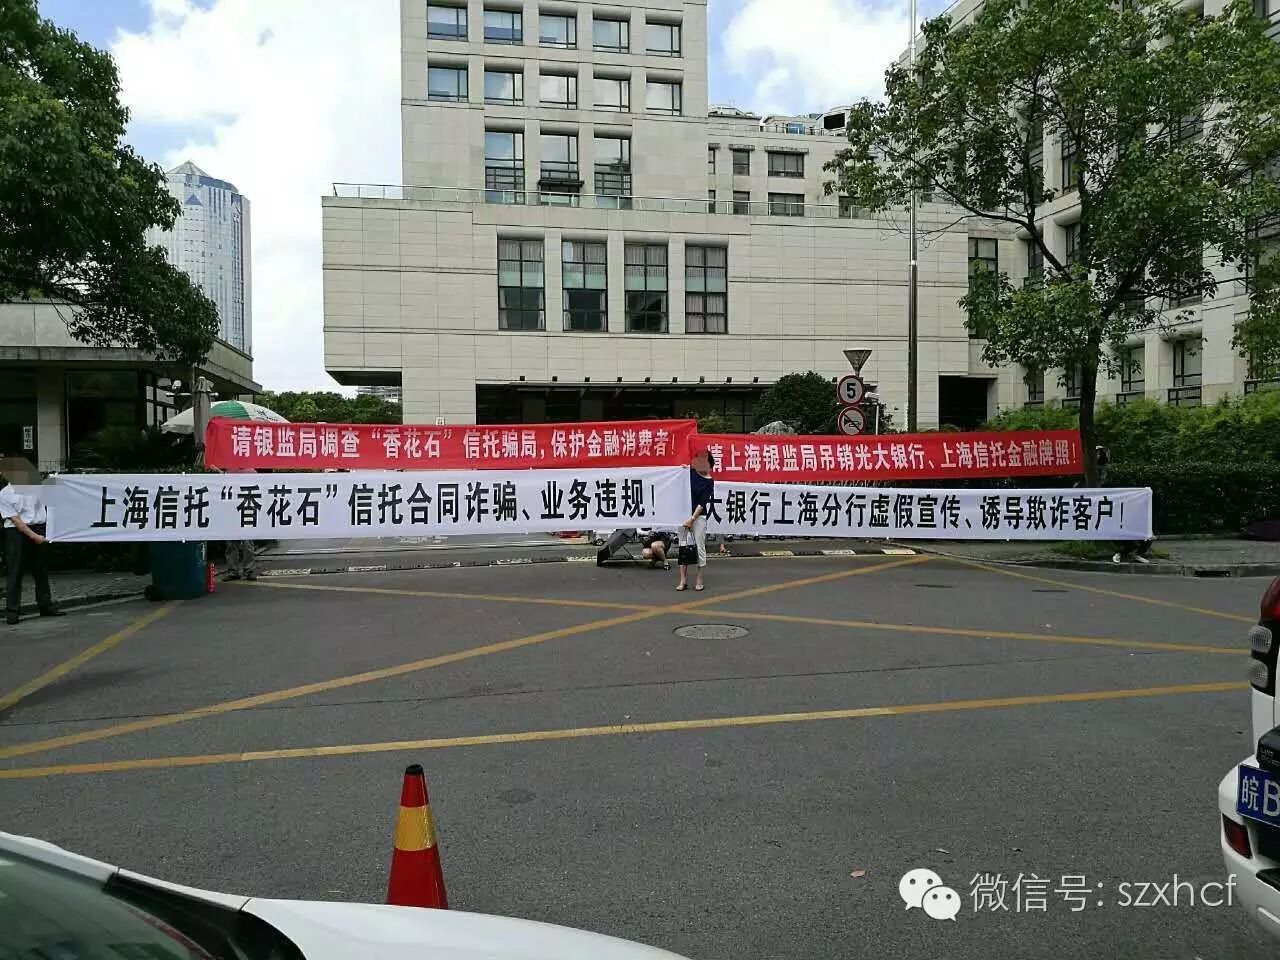 请银监局调查“香花石”信托骗局，保护金融消费者！
请上海银监局吊销光大银行、上海信托金融牌照！
上海信托“香花石”信托合同诈骗、业务违规！
大银行上海分行虚假宣传、诱导欺诈客户！
5
皖B
微信号: szxhcf